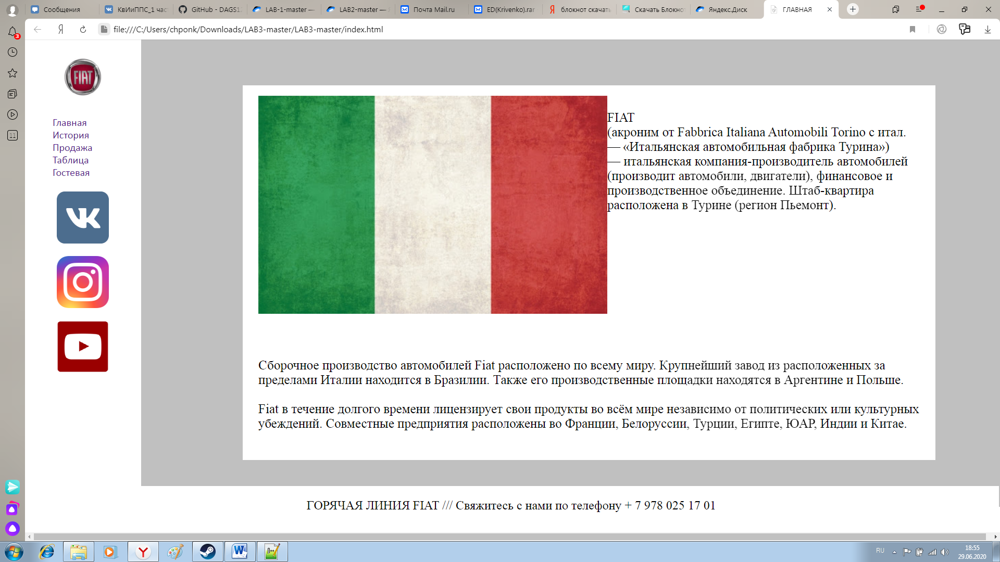 Сообщения
КвИиППС_1 част
GitHub - DAGS12
LAB-1-master —
LAB2-master — Я
Почта Mail.ru
ED(Krivenko).rar
блокнот скачать
Скачать Блокнот
Яндекс.Диск
ГЛАВНАЯ
file:///C:/Users/chponk/Downloads/LAB3-master/LAB3-master/index.html
3
11
FIAT
Главная
История
Продажа
Таблица
Гостевая
FIAT
(акроним от Fabbrica Italiana Automobili Torino с итал.
— «Итальянская автомобильная фабрика Турина»)
— итальянская компания-производитель автомобилей
(производит автомобили, двигатели), финансовое и
производственное объединение. Штаб-квартира
расположена в Турине (регион Пьемонт).
Сборочное производство автомобилей Fiat расположено по всему миру. Крупнейший завод из расположенных за
пределами Италии находится в Бразилии. Также его производственные площадки находятся в Аргентине и Польше.
Fiat в течение долгого времени лицензирует свои продукты во всём мире независимо от политических или культурных
убеждений. Совместные предприятия расположены во Франции, Белоруссии, Турции, Египте, ЮАР, Индии и Китае.
ГОРЯЧАЯ ЛИНИЯ FIAT /// Свяжитесь с нами по телефону + 7 978 025 17 01
RU
18:55
29.06.2020